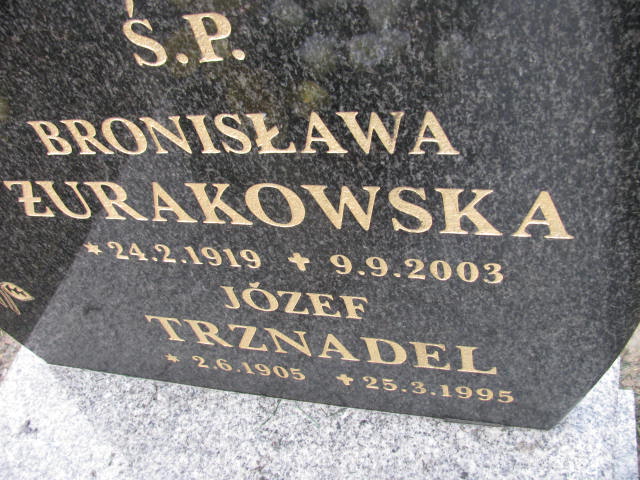 Ś.P.
BRONISŁAWA
ŻURAKOWSKA
* 24.2.1919 ✝ 9.9.2003
JÓZEF
TRZNADEL
* 2.6.1905 ✝ 25.3.1995